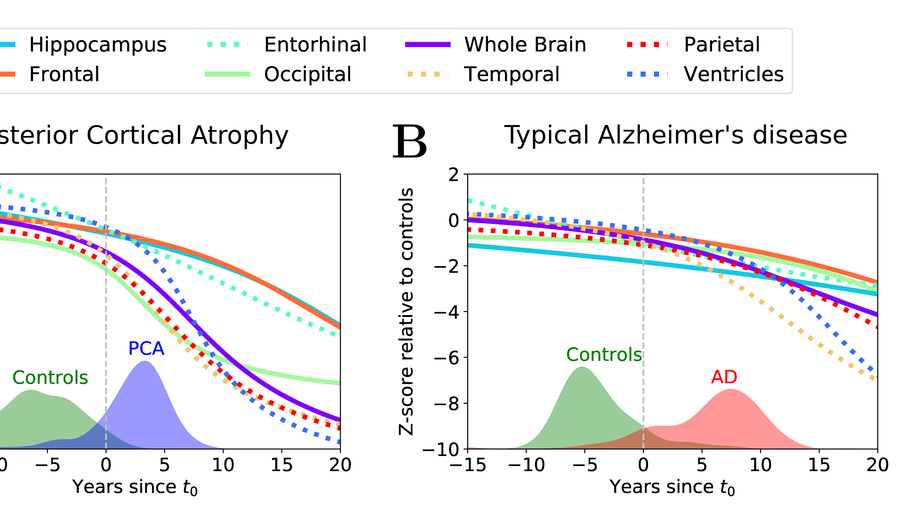 Hippocampus Entorhinal Whole Brain Parietal
Frontal Occipital Temporal Ventricles
sterior Cortical Atrophy
Controls
PCA
0 −5 0 5 10 15 20
Years since t0
B
Typical Alzheimer's disease
Z-score relative to controls
2
0
−2
−4
−6
−8
−10
Controls
AD
−15 −10 −5 0 5 10 15 20
Years since t0